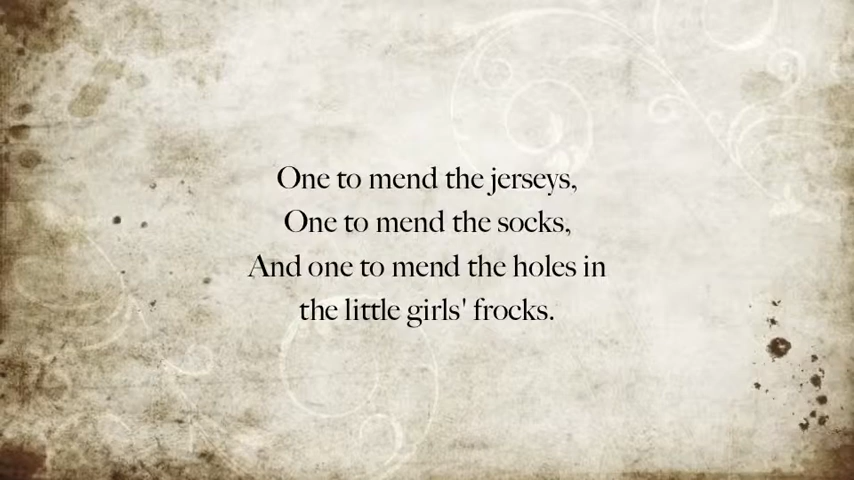 One to mend the jerseys,
One to mend the socks,
And one to mend the holes in
the little girls' frocks.